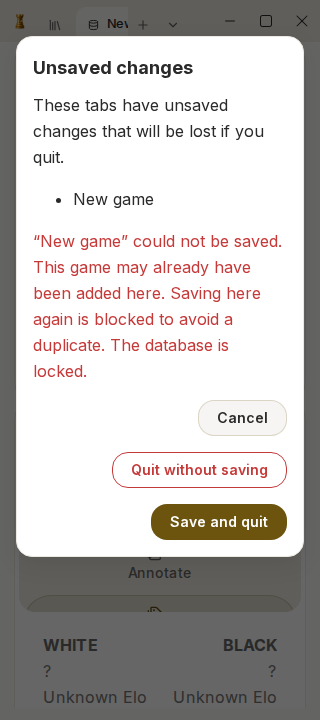 New
Unsaved changes
These tabs have unsaved
changes that will be lost if you
quit.
• New game
“New game” could not be saved.
This game may already have
been added here. Saving here
again is blocked to avoid a
duplicate. The database is
locked.
Cancel
Quit without saving
Save and quit
Annotate
WHITE BLACK
? ?
Unknown Elo Unknown Elo